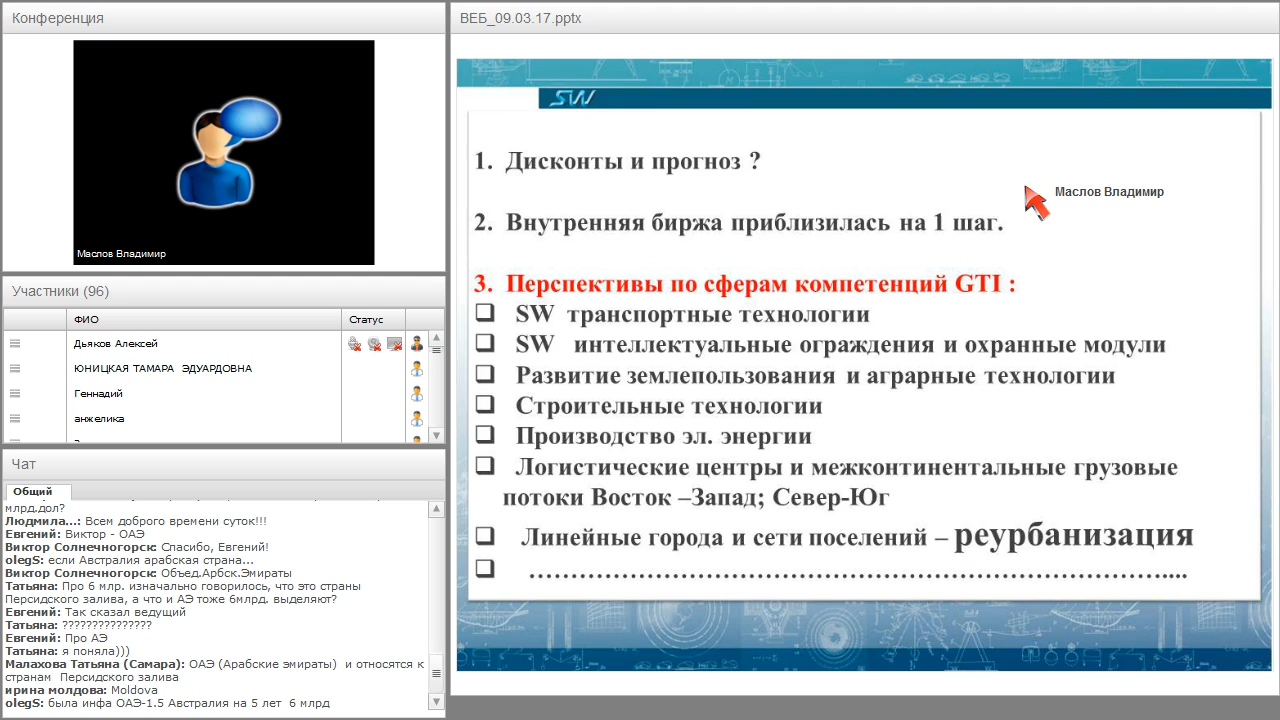 Конференция
Маслов Владимир
Участники (96)
ФИО
Статус
Дьяков Алексей
ЮНИЦКАЯ ТАМАРА ЭДУАРДОВНА
Геннадий
анжелика
Чат
Общий
млрд.дол?
Людмила...: Всем доброго времени суток!!!
Евгений: Виктор - ОАЭ
Виктор Солнечногорск: Спасибо, Евгений!
olegS: если Австралия арабская страна...
Виктор Солнечногорск: Объед.Арбск.Эмираты
Татьяна: Про 6 млр. изначально говорилось, что это страны
Персидского залива, а что и АЭ тоже 6млрд. выделяют?
Евгений: Так сказал ведущий
Татьяна: ???????????????
Евгений: Про АЭ
Татьяна: я поняла)))
Малахова Татьяна (Самара): ОАЭ (Арабские эмираты) и относятся к
странам Персидского залива
ирина молдова: Moldova
olegS: была инфа ОАЭ-1.5 Австралия на 5 лет 6 млрд
ВЕБ_09.03.17.pptx
SW
1. Дисконты и прогноз ?
Маслов Владимир
2. Внутренняя биржа приблизилась на 1 шаг.
3. Перспективы по сферам компетенций GTI :
❑ SW транспортные технологии
❑ SW интеллектуальные ограждения и охранные модули
❑ Развитие землепользования и аграрные технологии
❑ Строительные технологии
❑ Производство эл. энергии
❑ Логистические центры и межконтинентальные грузовые
потоки Восток –Запад; Север-Юг
❑ Линейные города и сети поселений – реурбанизация
❑ …………………………………………………………………....